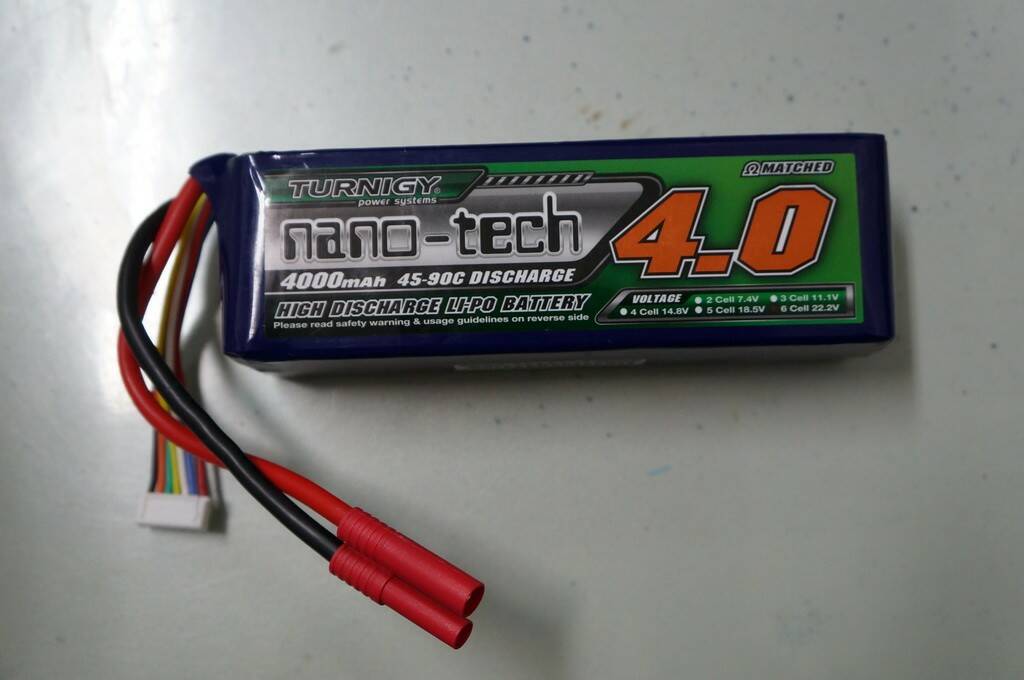 TURNIGY®
power systems
nano-tech
4000mAh 45-90C DISCHARGE
HIGH DISCHARGE LI-PO BATTERY
Please read safety warning & usage guidelines on reverse side
Ω MATCHED
4.0
VOLTAGE ● 2 Cell 7.4V ● 3 Cell 11.1V
● 4 Cell 14.8V ● 5 Cell 18.5V 6 Cell 22.2V